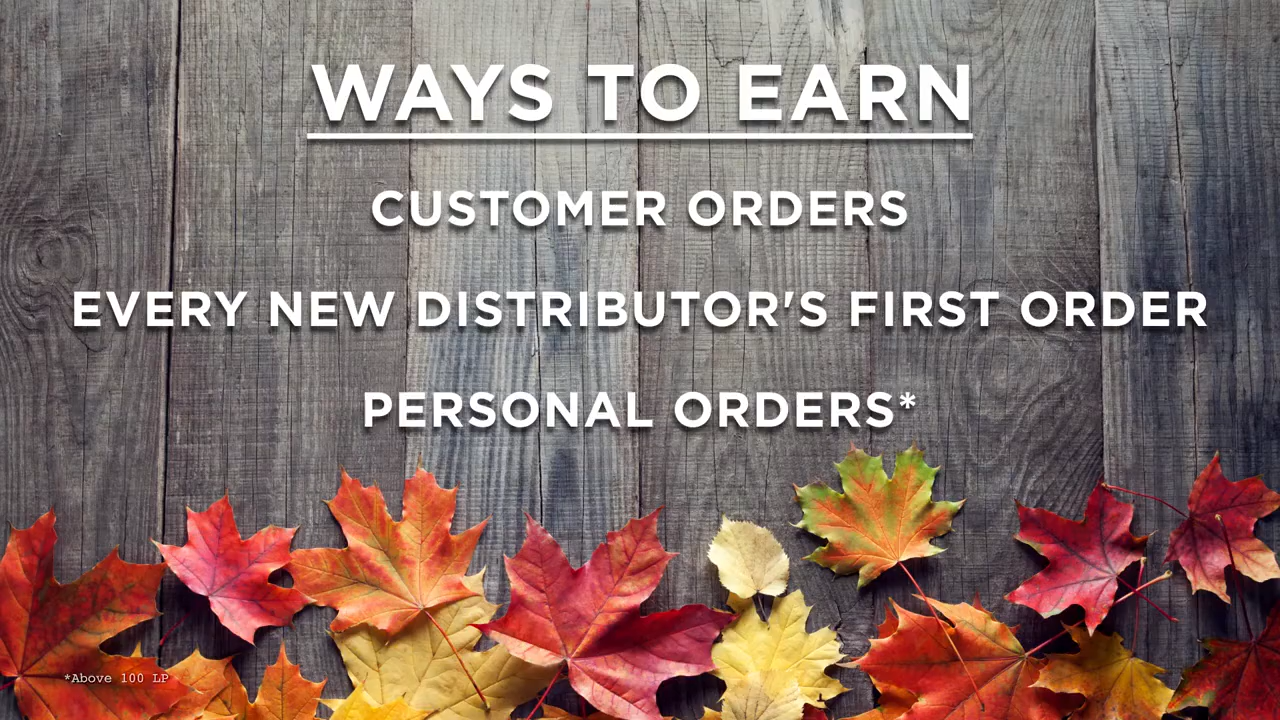 WAYS TO EARN
CUSTOMER ORDERS
EVERY NEW DISTRIBUTOR'S FIRST ORDER
PERSONAL ORDERS*
*Above 100 LP